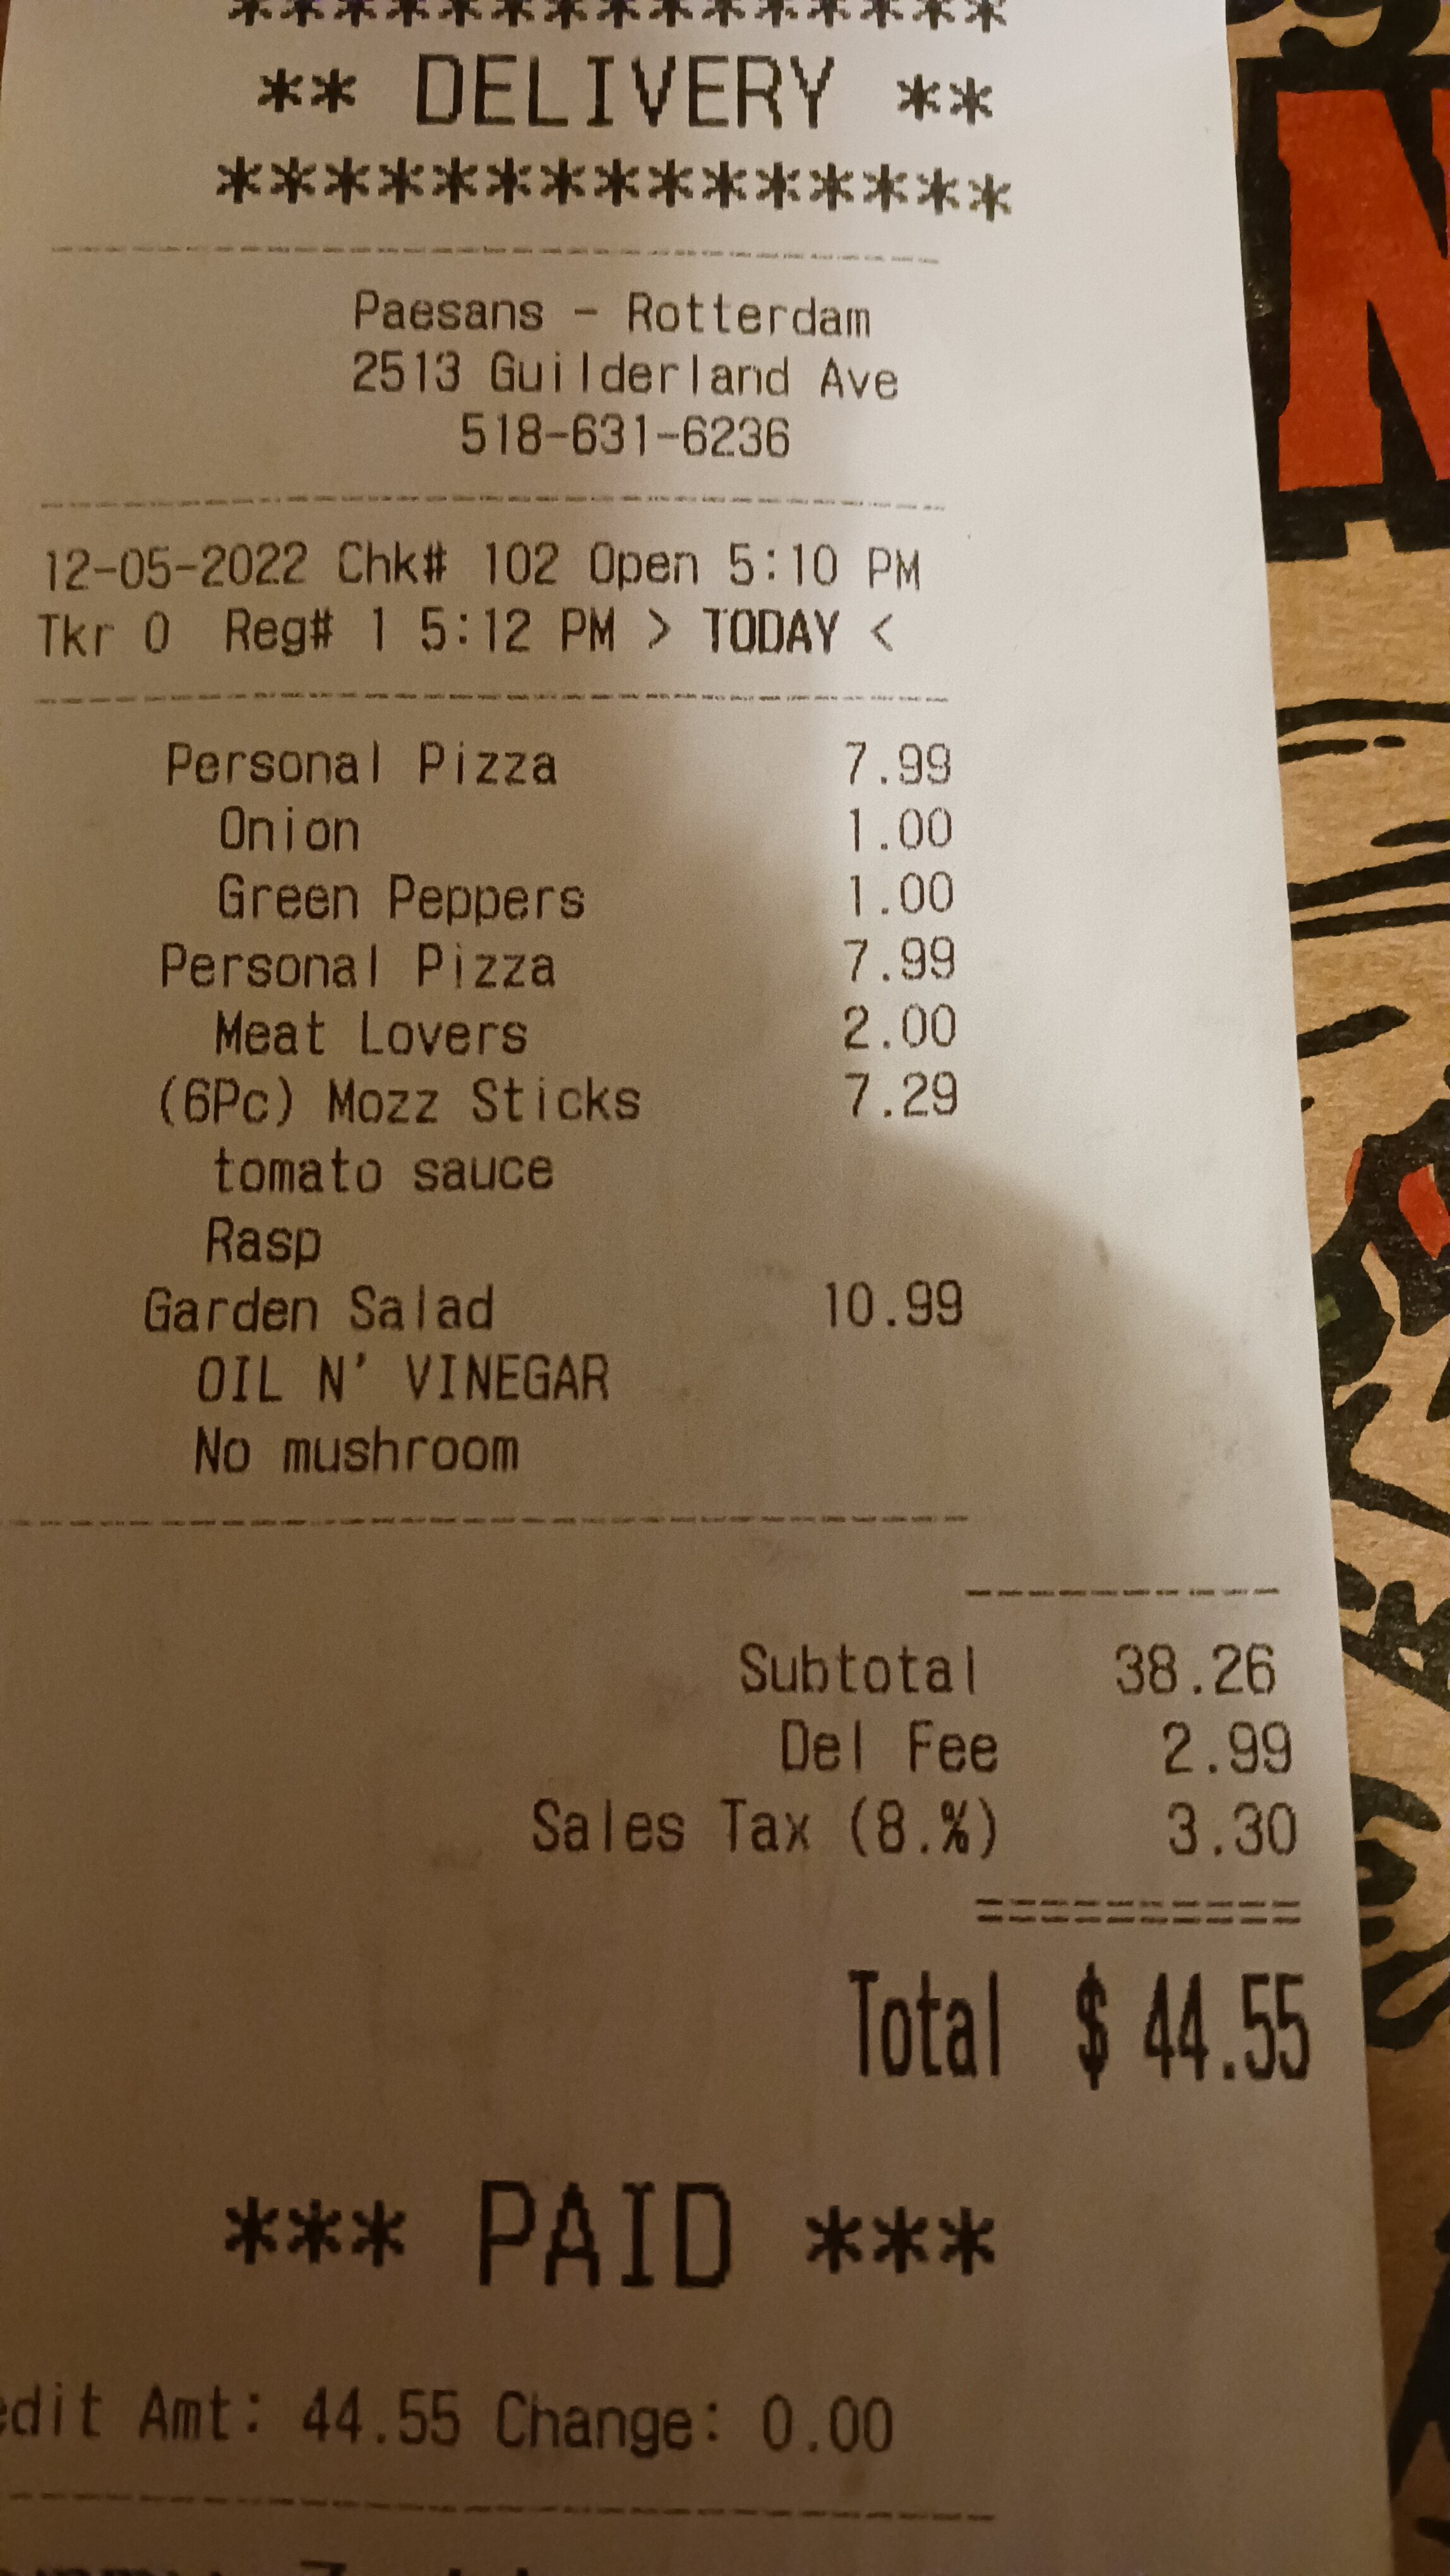 ****************
** DELIVERY **
***************
Paesans - Rotterdam
2513 Guilderland Ave
518-631-6236
12-05-2022 Chk# 102 Open 5:10 PM
Tkr 0 Reg# 1 5:12 PM > TODAY <
Personal Pizza 7.99
Onion 1.00
Green Peppers 1.00
Personal Pizza 7.99
Meat Lovers 2.00
(6Pc) Mozz Sticks 7.29
tomato sauce
Rasp
Garden Salad 10.99
OIL N' VINEGAR
No mushroom
Subtotal 38.26
Del Fee 2.99
Sales Tax (8.%) 3.30
==========
Total $ 44.55
*** PAID ***
edit Amt: 44.55 Change: 0.00